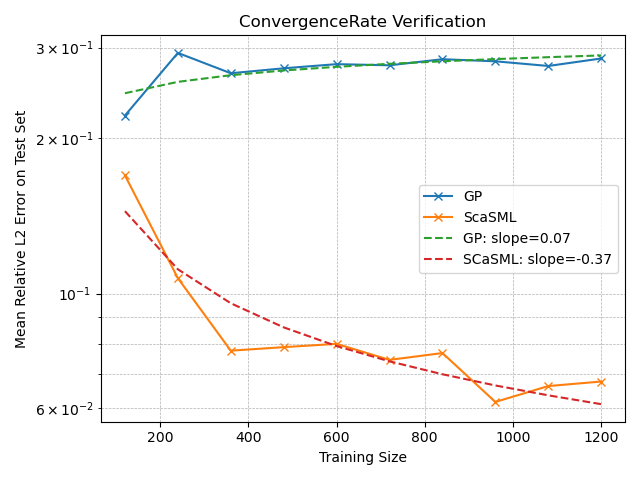 ConvergenceRate Verification
Mean Relative L2 Error on Test Set
3 × 10⁻¹
2 × 10⁻¹
10⁻¹
6 × 10⁻²
GP
ScaSML
GP: slope=0.07
SCaSML: slope=-0.37
200 400 600 800 1000 1200
Training Size